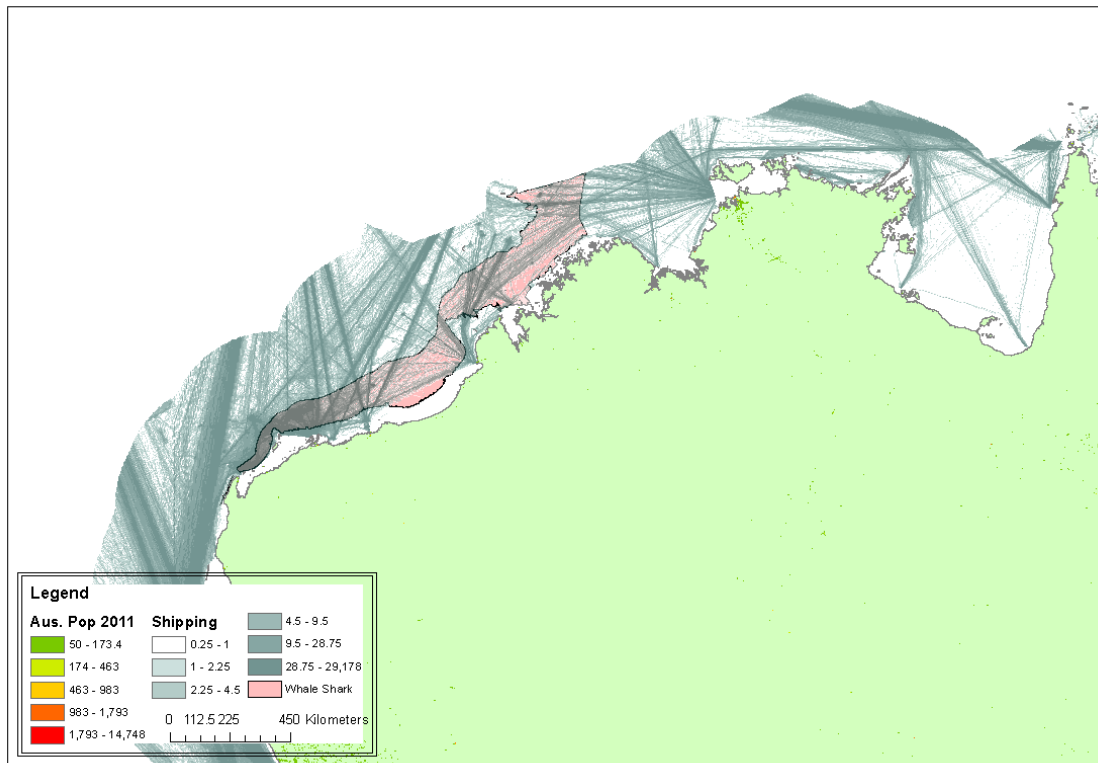 Legend
Aus. Pop 2011
50 - 173.4
174 - 463
463 - 983
983 - 1,793
1,793 - 14,748
Shipping
0.25 - 1
1 - 2.25
2.25 - 4.5
4.5 - 9.5
9.5 - 28.75
28.75 - 29,178
Whale Shark
0 112.5 225 450 Kilometers